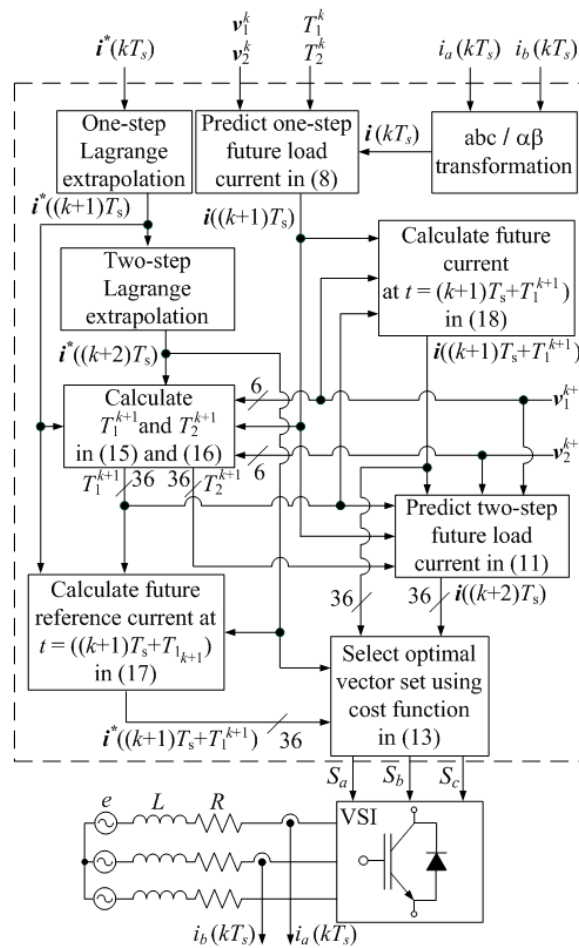 i*(kTₛ)
v₁ᵏ
v₂ᵏ
T₁ᵏ
T₂ᵏ
iₐ(kTₛ)
i_b(kTₛ)
One-step
Lagrange
extrapolation
Predict one-step
future load
current in (8)
i(kTₛ)
abc / αβ
transformation
i*((k+1)Tₛ)
i((k+1)Tₛ)
Two-step
Lagrange
extrapolation
Calculate future
current
at t = (k+1)Tₛ+T₁ᵏ⁺¹
in (18)
i*((k+2)Tₛ)
i((k+1)Tₛ+T₁ᵏ⁺¹)
Calculate
T₁ᵏ⁺¹ and T₂ᵏ⁺¹
in (15) and (16)
6
v₁ᵏ⁺
6
v₂ᵏ⁺
T₁ᵏ⁺¹ 36
36 T₂ᵏ⁺¹
Predict two-step
future load
current in (11)
Calculate future
reference current at
t = ((k+1)Tₛ+T₁ₖ₊₁)
in (17)
36
36
i((k+2)Tₛ)
Select optimal
vector set using
cost function
in (13)
i*((k+1)Tₛ+T₁ᵏ⁺¹)
36
Sₐ
S_b
S_c
e
L
R
VSI
i_b(kTₛ)
iₐ(kTₛ)